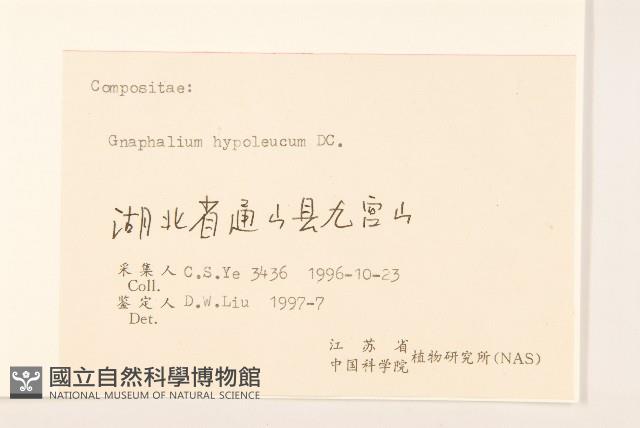 Compositae:
Gnaphalium hypoleucum DC.
湖北省通山县九宫山
采集人 C.S.Ye 3436 1996-10-23
Coll.
鉴定人 D.W.Liu 1997-7
Det.
江苏省
中国科学院 植物研究所(NAS)
國立自然科學博物館
NATIONAL MUSEUM OF NATURAL SCIENCE